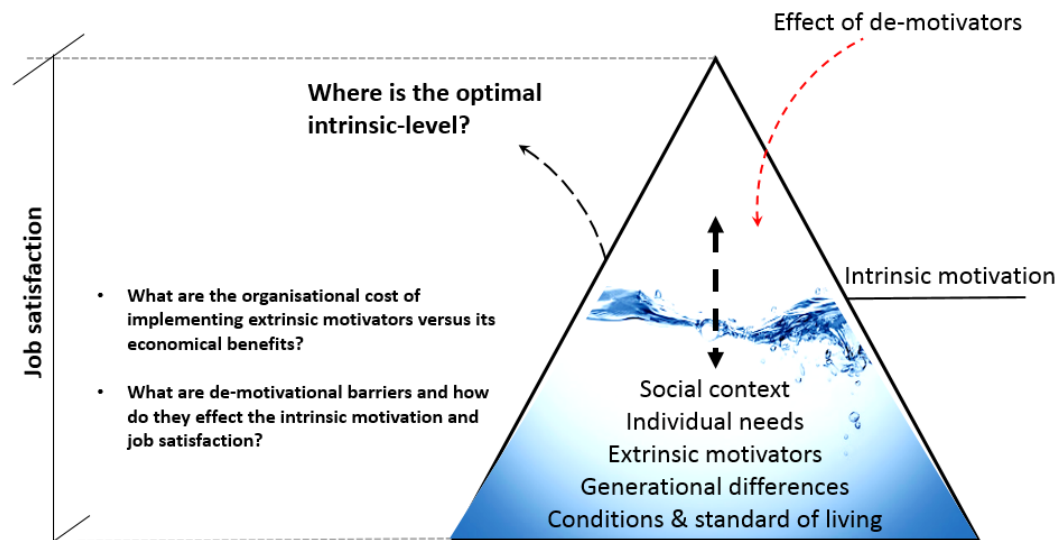 Effect of de-motivators
Where is the optimal
intrinsic-level?
Job satisfaction
Intrinsic motivation
• What are the organisational cost of
implementing extrinsic motivators versus its
economical benefits?
• What are de-motivational barriers and how
do they effect the intrinsic motivation and
job satisfaction?
Social context
Individual needs
Extrinsic motivators
Generational differences
Conditions & standard of living